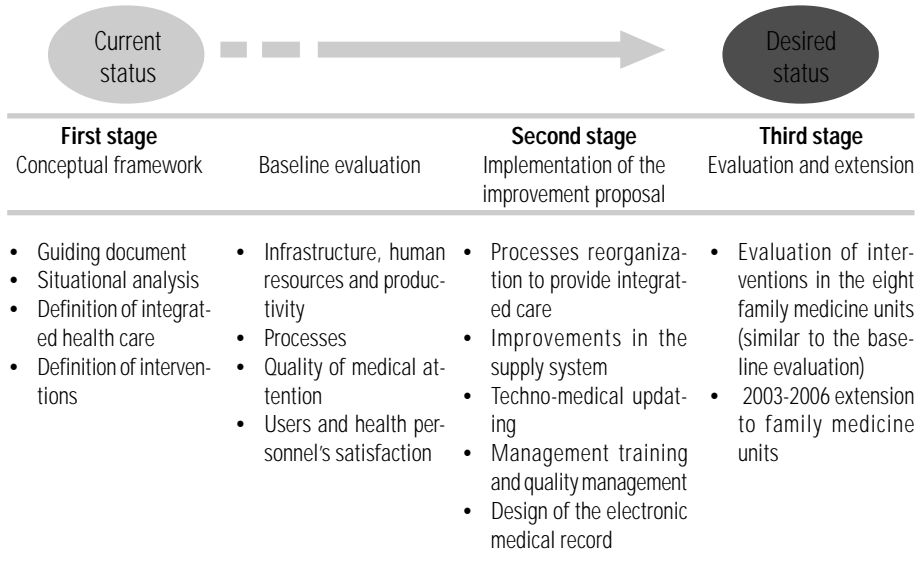 Current
status
Desired
status
First stage
Conceptual framework
Baseline evaluation
Second stage
Implementation of the
improvement proposal
Third stage
Evaluation and extension
• Guiding document
• Situational analysis
• Definition of integrat-
ed health care
• Definition of interven-
tions
• Infrastructure, human
resources and produc-
tivity
• Processes
• Quality of medical at-
tention
• Users and health per-
sonnel's satisfaction
• Processes reorganiza-
tion to provide integrat-
ed care
• Improvements in the
supply system
• Techno-medical updat-
ing
• Management training
and quality management
• Design of the electronic
medical record
• Evaluation of inter-
ventions in the eight
family medicine units
(similar to the base-
line evaluation)
• 2003-2006 extension
to family medicine
units